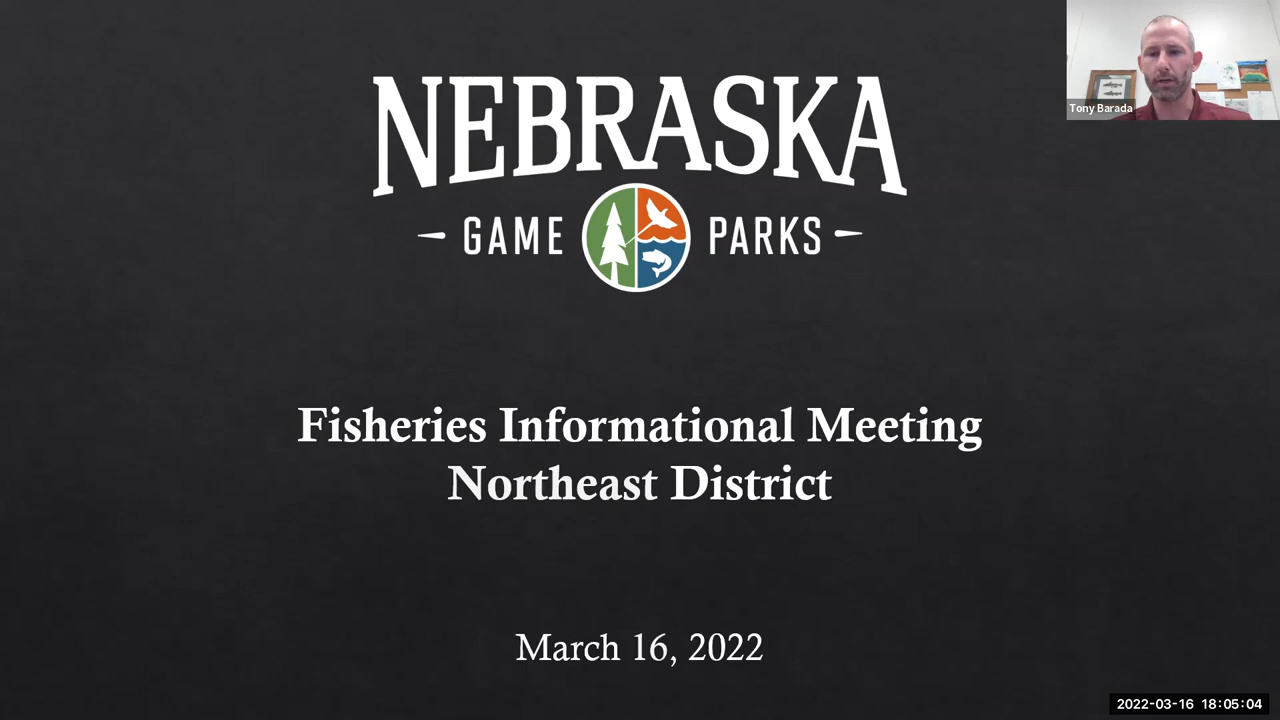 NEBRASKA
GAME PARKS
Tony Barada
Fisheries Informational Meeting
Northeast District
March 16, 2022
2022-03-16 18:05:04